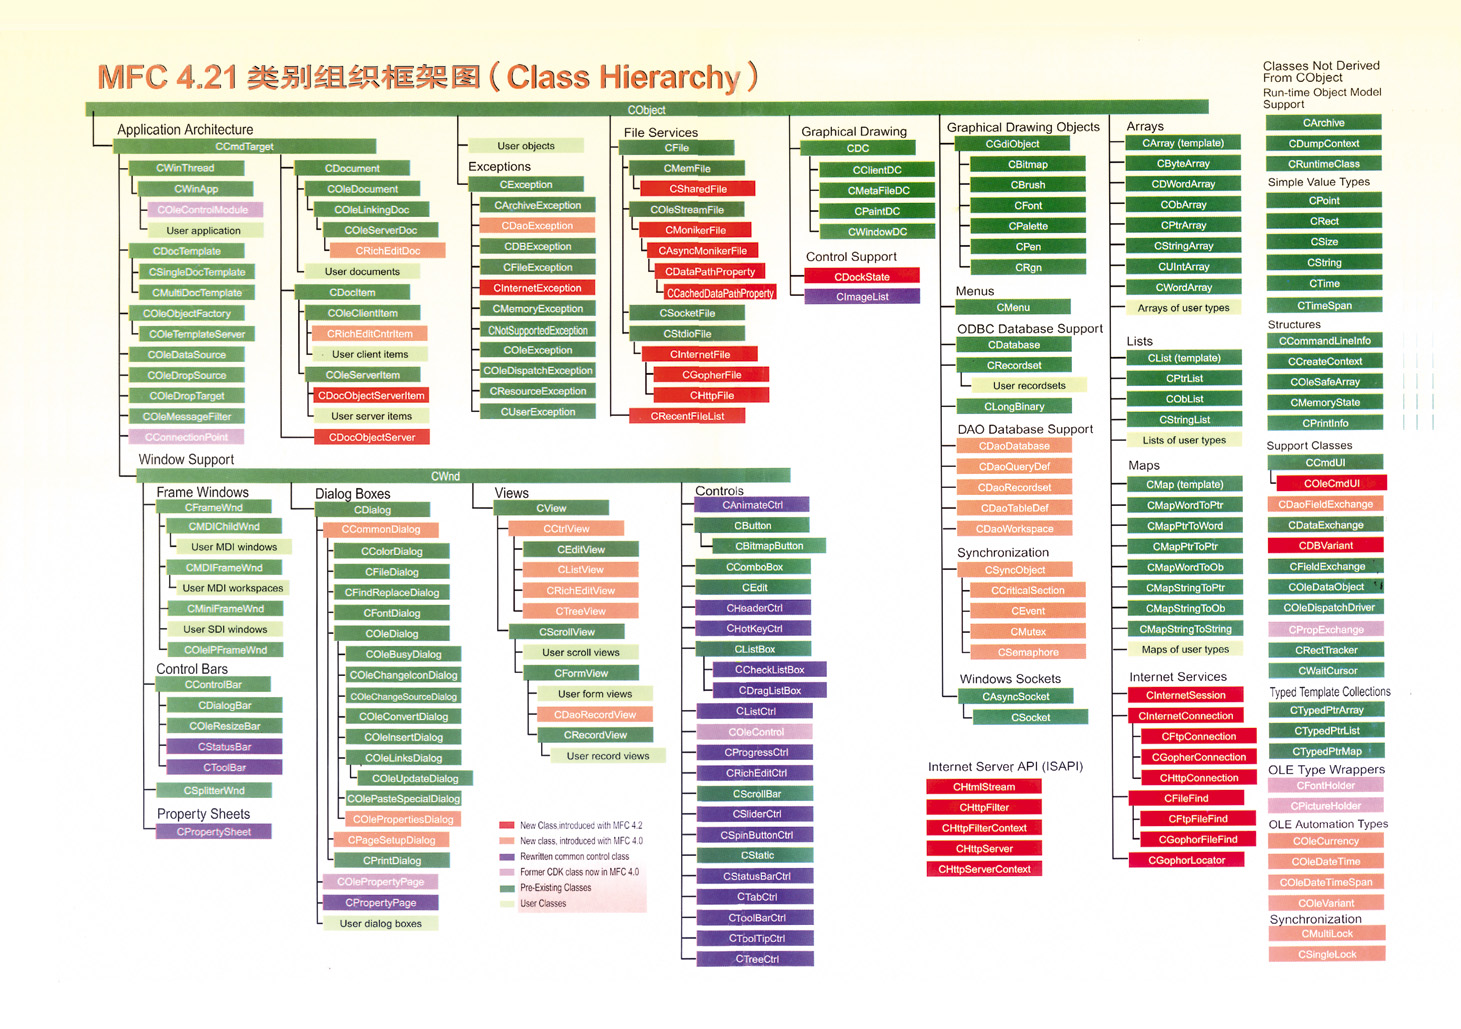 MFC 4.21 类别组织框架图（Class Hierarchy）
CObject
Application Architecture
CCmdTarget
CWinThread
CWinApp
COleControlModule
User application
CDocTemplate
CSingleDocTemplate
CMultiDocTemplate
COleObjectFactory
COleTemplateServer
COleDataSource
COleDropSource
COleDropTarget
COleMessageFilter
CConnectionPoint
CDocument
COleDocument
COleLinkingDoc
COleServerDoc
CRichEditDoc
User documents
CDocItem
COleClientItem
CRichEditCntrItem
User client items
COleServerItem
CDocObjectServerItem
User server items
CDocObjectServer
User objects
Exceptions
CException
CArchiveException
CDaoException
CDBException
CFileException
CInternetException
CMemoryException
CNotSupportedException
COleException
COleDispatchException
CResourceException
CUserException
File Services
CFile
CMemFile
CSharedFile
COleStreamFile
CMonikerFile
CAsyncMonikerFile
CDataPathProperty
CCachedDataPathProperty
CSocketFile
CStdioFile
CInternetFile
CGopherFile
CHttpFile
CRecentFileList
Graphical Drawing
CDC
CClientDC
CMetaFileDC
CPaintDC
CWindowDC
Control Support
CDockState
CImageList
Graphical Drawing Objects
CGdiObject
CBitmap
CBrush
CFont
CPalette
CPen
CRgn
Menus
CMenu
ODBC Database Support
CDatabase
CRecordset
User recordsets
CLongBinary
DAO Database Support
CDaoDatabase
CDaoQueryDef
CDaoRecordset
CDaoTableDef
CDaoWorkspace
Synchronization
CSyncObject
CCriticalSection
CEvent
CMutex
CSemaphore
Windows Sockets
CAsyncSocket
CSocket
Arrays
CArray (template)
CByteArray
CDWordArray
CObArray
CPtrArray
CStringArray
CUIntArray
CWordArray
Arrays of user types
Lists
CList (template)
CPtrList
CObList
CStringList
Lists of user types
Maps
CMap (template)
CMapWordToPtr
CMapPtrToWord
CMapPtrToPtr
CMapWordToOb
CMapStringToPtr
CMapStringToOb
CMapStringToString
Maps of user types
Internet Services
CInternetSession
CInternetConnection
CFtpConnection
CGopherConnection
CHttpConnection
CFileFind
CFtpFileFind
CGophorFileFind
CGophorLocator
Window Support
CWnd
Frame Windows
CFrameWnd
CMDIChildWnd
User MDI windows
CMDIFrameWnd
User MDI workspaces
CMiniFrameWnd
User SDI windows
COleIPFrameWnd
Control Bars
CControlBar
CDialogBar
COleResizeBar
CStatusBar
CToolBar
CSplitterWnd
Property Sheets
CPropertySheet
Dialog Boxes
CDialog
CCommonDialog
CColorDialog
CFileDialog
CFindReplaceDialog
CFontDialog
COleDialog
COleBusyDialog
COleChangeIconDialog
COleChangeSourceDialog
COleConvertDialog
COleInsertDialog
COleLinksDialog
COleUpdateDialog
COlePasteSpecialDialog
COlePropertiesDialog
CPageSetupDialog
CPrintDialog
COlePropertyPage
CPropertyPage
User dialog boxes
Views
CView
CCtrlView
CEditView
CListView
CRichEditView
CTreeView
CScrollView
User scroll views
CFormView
User form views
CDaoRecordView
CRecordView
User record views
Controls
CAnimateCtrl
CButton
CBitmapButton
CComboBox
CEdit
CHeaderCtrl
CHotKeyCtrl
CListBox
CCheckListBox
CDragListBox
CListCtrl
COleControl
CProgressCtrl
CRichEditCtrl
CScrollBar
CSliderCtrl
CSpinButtonCtrl
CStatic
CStatusBarCtrl
CTabCtrl
CToolBarCtrl
CToolTipCtrl
CTreeCtrl
New Class.introduced with MFC 4.2
New class, introduced with MFC 4.0
Rewritten common control class
Former CDK class now in MFC 4.0
Pre-Existing Classes
User Classes
Internet Server API (ISAPI)
CHtmlStream
CHttpFilter
CHttpFilterContext
CHttpServer
CHttpServerContext
Classes Not Derived
From CObject
Run-time Object Model
Support
CArchive
CDumpContext
CRuntimeClass
Simple Value Types
CPoint
CRect
CSize
CString
CTime
CTimeSpan
Structures
CCommandLineInfo
CCreateContext
COleSafeArray
CMemoryState
CPrintInfo
Support Classes
CCmdUI
COleCmdUI
CDaoFieldExchange
CDataExchange
CDBVariant
CFieldExchange
COleDataObject
COleDispatchDriver
CPropExchange
CRectTracker
CWaitCursor
Typed Template Collections
CTypedPtrArray
CTypedPtrList
CTypedPtrMap
OLE Type Wrappers
CFontHolder
CPictureHolder
OLE Automation Types
COleCurrency
COleDateTime
COleDateTimeSpan
COleVariant
Synchronization
CMultiLock
CSingleLock